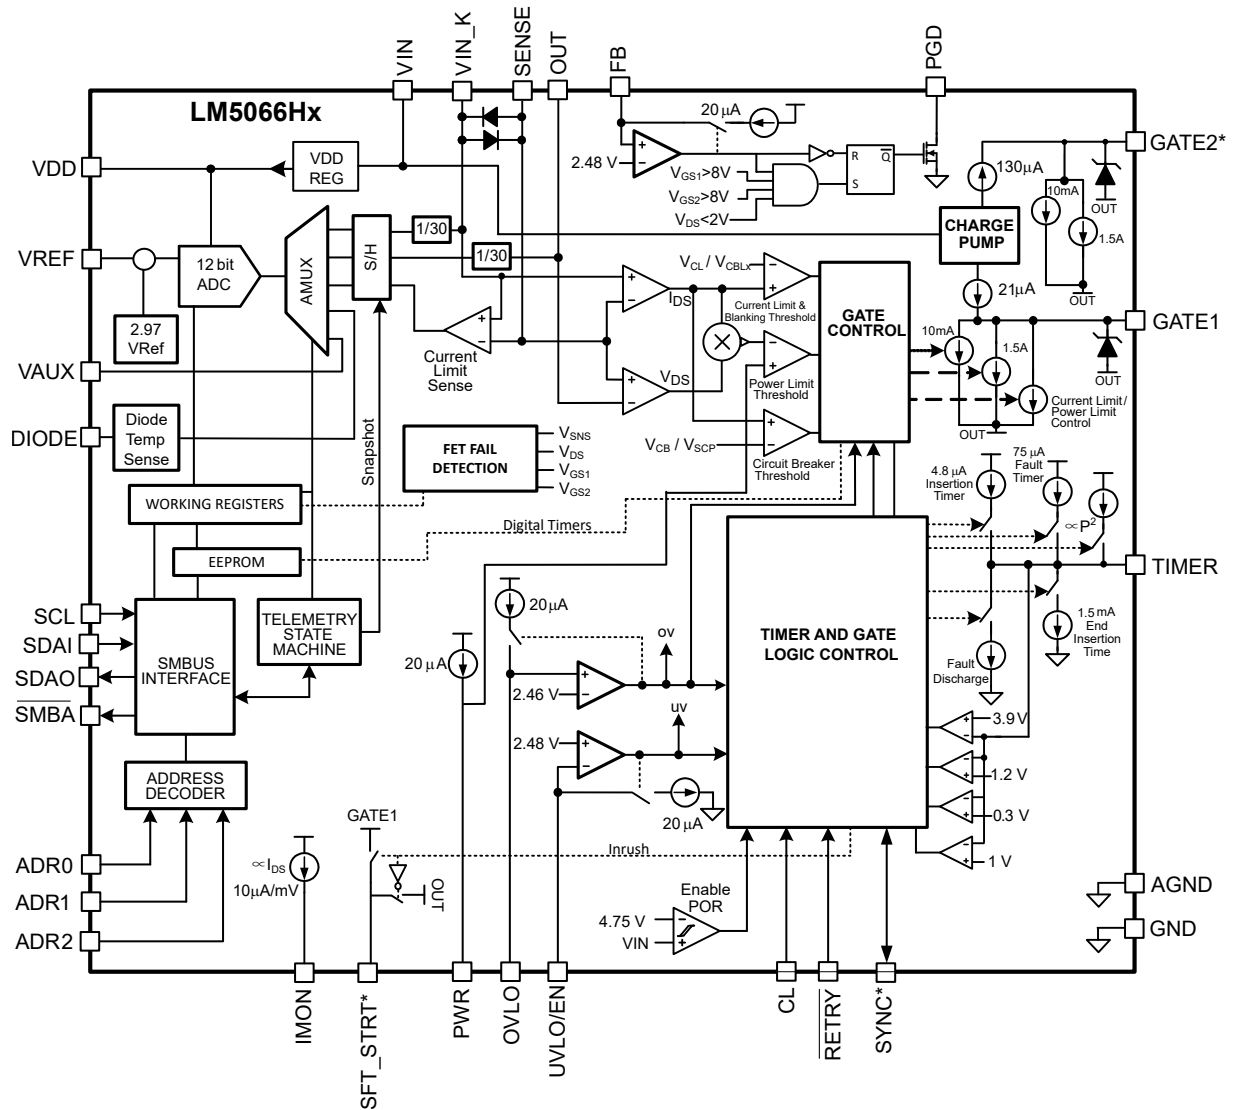 VIN
VIN_K
SENSE
OUT
FB
PGD
LM5066Hx
20 µA
2.48 V
VGS1>8V
VGS2>8V
VDS<2V
R
Q
S
VDD
VDD
REG
VREF
12 bit
ADC
2.97
VRef
AMUX
S/H
1/30
1/30
VAUX
DIODE
Diode
Temp
Sense
Current
Limit
Sense
Snapshot
IDS
VDS
VCL / VCBLx
Current Limit &
Blanking Threshold
Power Limit
Threshold
VCB / VSCP
Circuit Breaker
Threshold
GATE
CONTROL
130µA
CHARGE
PUMP
21µA
10mA
1.5A
OUT
OUT
GATE2*
GATE1
10mA
1.5A
OUT
OUT
Current Limit/
Power Limit
Control
FET FAIL
DETECTION
VSNS
VDS
VGS1
VGS2
WORKING REGISTERS
EEPROM
Digital Timers
4.8 µA
Insertion
Timer
75 µA
Fault
Timer
∝P2
TIMER
1.5 mA
End
Insertion
Time
Fault
Discharge
SCL
SDAI
SDAO
SMBA
SMBUS
INTERFACE
TELEMETRY
STATE
MACHINE
ADDRESS
DECODER
20 µA
20 µA
2.46 V
ov
2.48 V
uv
20 µA
TIMER AND GATE
LOGIC CONTROL
3.9 V
1.2 V
0.3 V
1 V
ADR0
ADR1
ADR2
∝IDS
10µA/mV
GATE1
OUT
Inrush
Enable
POR
4.75 V
VIN
AGND
GND
IMON
SFT_STRT*
PWR
OVLO
UVLO/EN
CL
RETRY
SYNC*